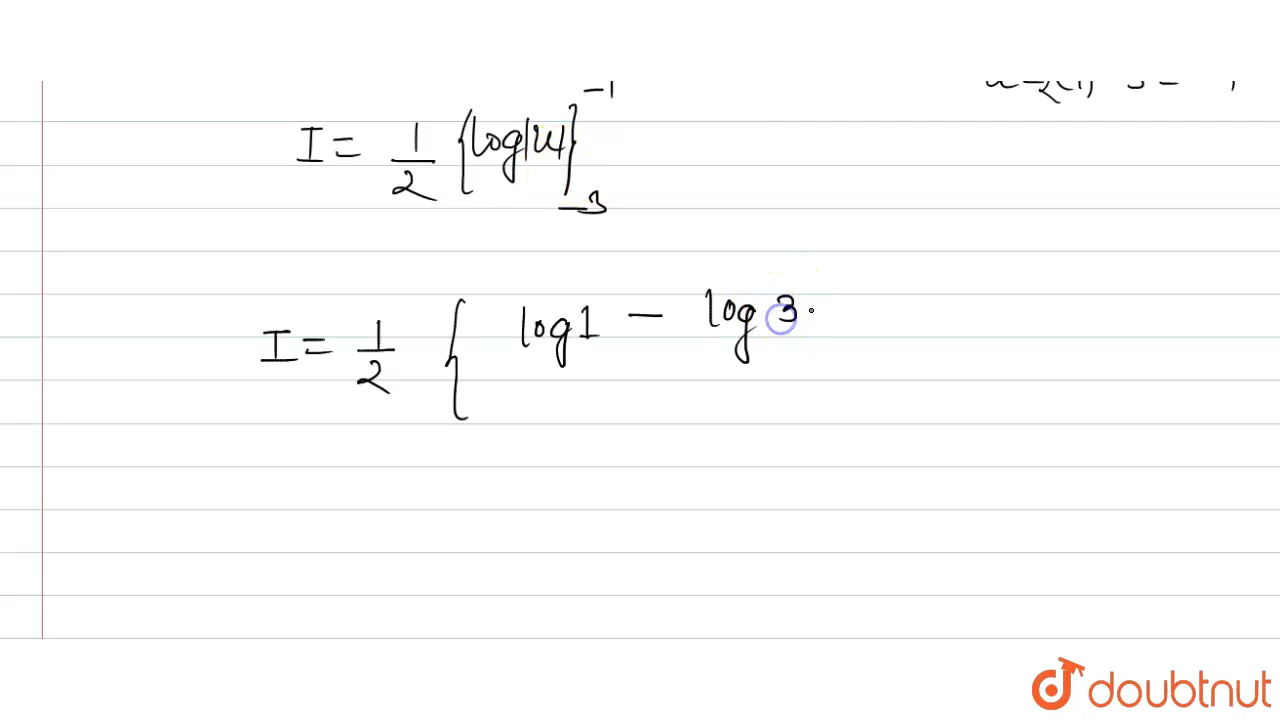 I = 1/2 {log|u|}₋₃⁻¹
I = 1/2 { log 1 - log 3.
doubtnut